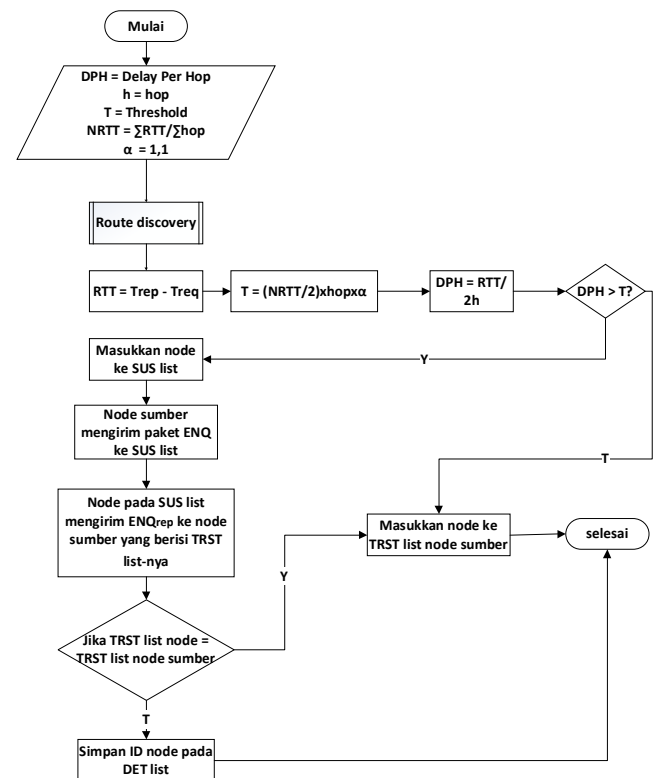 Mulai
DPH = Delay Per Hop
h = hop
T = Threshold
NRTT = ∑RTT/∑hop
α = 1,1
Route discovery
RTT = Trep - Treq
T = (NRTT/2)xhopxα
DPH = RTT/
2h
DPH > T?
Masukkan node
ke SUS list
Y
Node sumber
mengirim paket ENQ
ke SUS list
T
Node pada SUS list
mengirim ENQrep ke node
sumber yang berisi TRST
list-nya
Masukkan node ke
TRST list node sumber
selesai
Y
Jika TRST list node =
TRST list node sumber
T
Simpan ID node pada
DET list